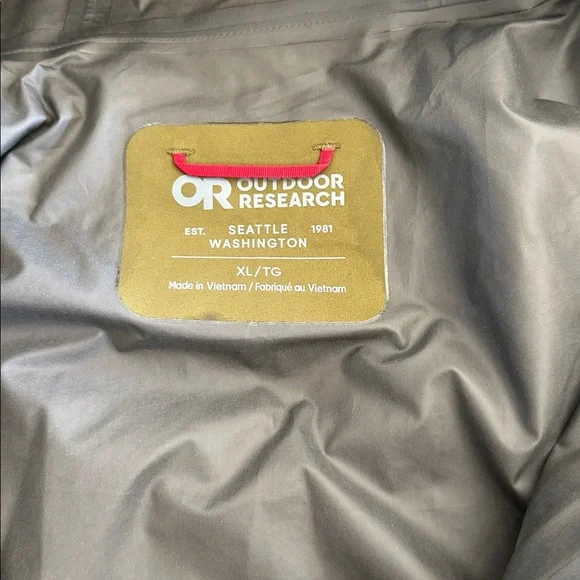 OR OUTDOOR
RESEARCH
EST. SEATTLE 1981
WASHINGTON
XL/TG
Made in Vietnam / Fabriqué au Vietnam